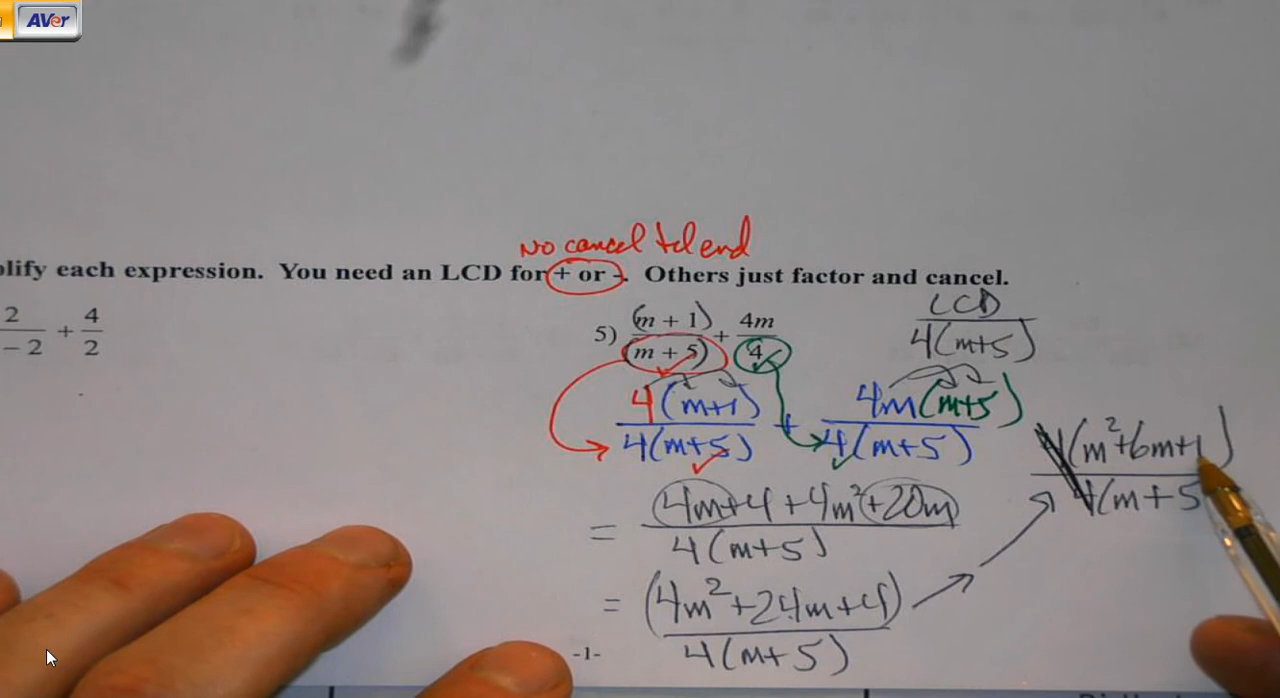 AVer
No cancel til end
plify each expression. You need an LCD for + or -. Others just factor and cancel.
2/-2 + 4/2
5) (m + 1)/(m + 5) + 4m/4
LCD
4(m+5)
4(m+1)/4(m+5) + 4m(m+5)/4(m+5)
= 4m+4+4m²+20m/4(m+5)
= (4m²+24m+4)/4(m+5)
4(m²+6m+1)/4(m+5
-1-